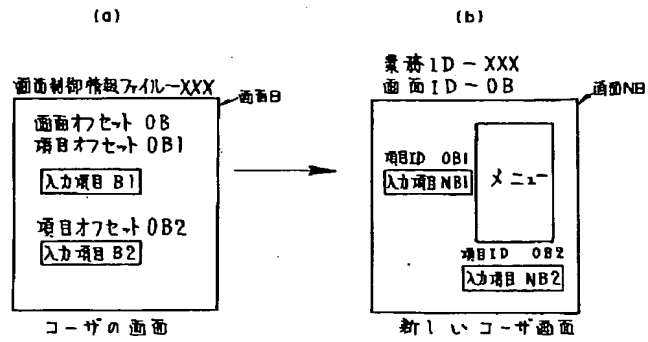 (a)
画面制御情報ファイル-XXX
画面B
画面オフセット OB
項目オフセット OB1
入力項目 B1
項目オフセット OB2
入力項目 B2
ユーザの画面
(b)
業務ID-XXX
画面ID-OB
画面NB
項目ID OB1
入力項目NB1
メニュー
項目ID OB2
入力項目 NB2
新しいユーザ画面